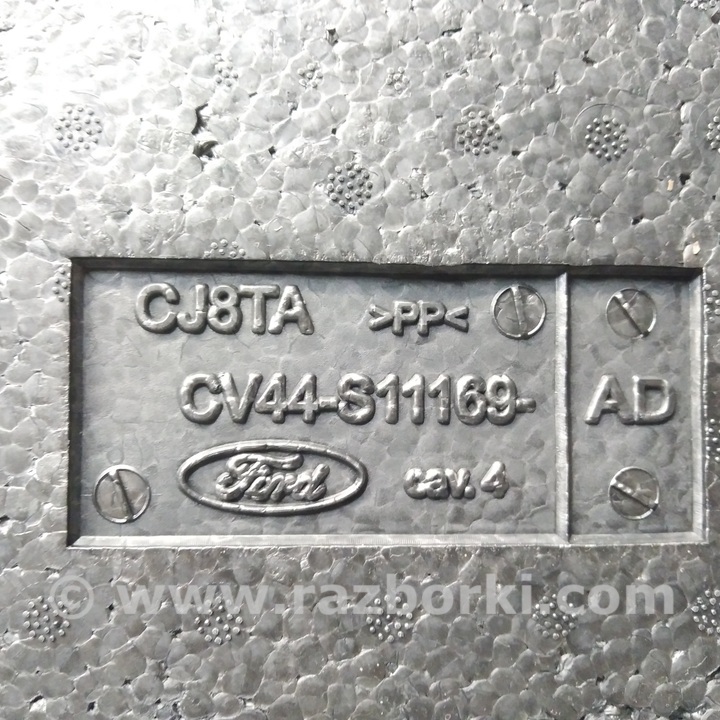 CJ8TA >PP<
CV44-S11169- AD
Ford cav.4
© www.razborki.com